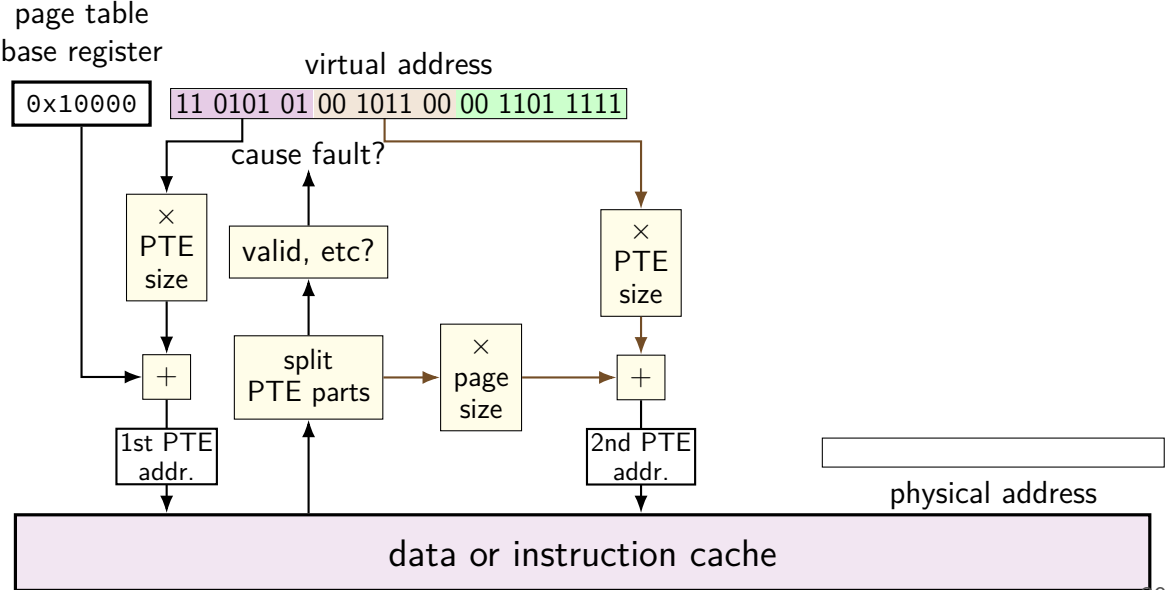 page table
base register
0x10000
virtual address
11 0101 01 00 1011 00 00 1101 1111
cause fault?
×
PTE
size
valid, etc?
×
PTE
size
+
split
PTE parts
×
page
size
+
1st PTE
addr.
2nd PTE
addr.
physical address
data or instruction cache